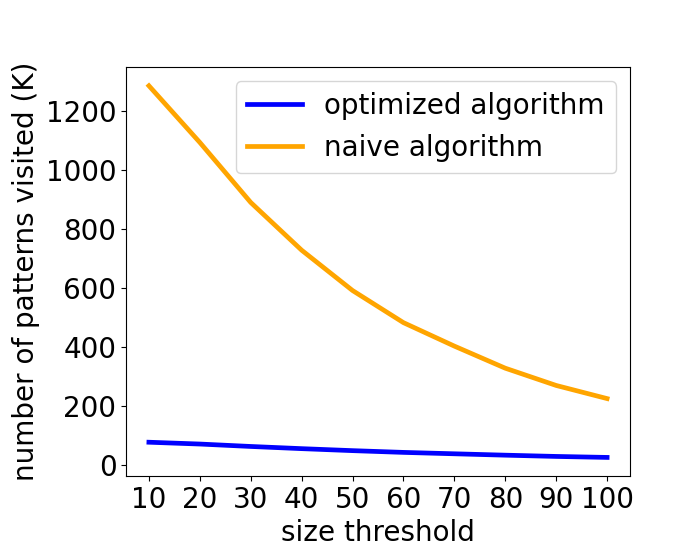 number of patterns visited (K)
1200
1000
800
600
400
200
0
optimized algorithm
naive algorithm
10 20 30 40 50 60 70 80 90 100
size threshold